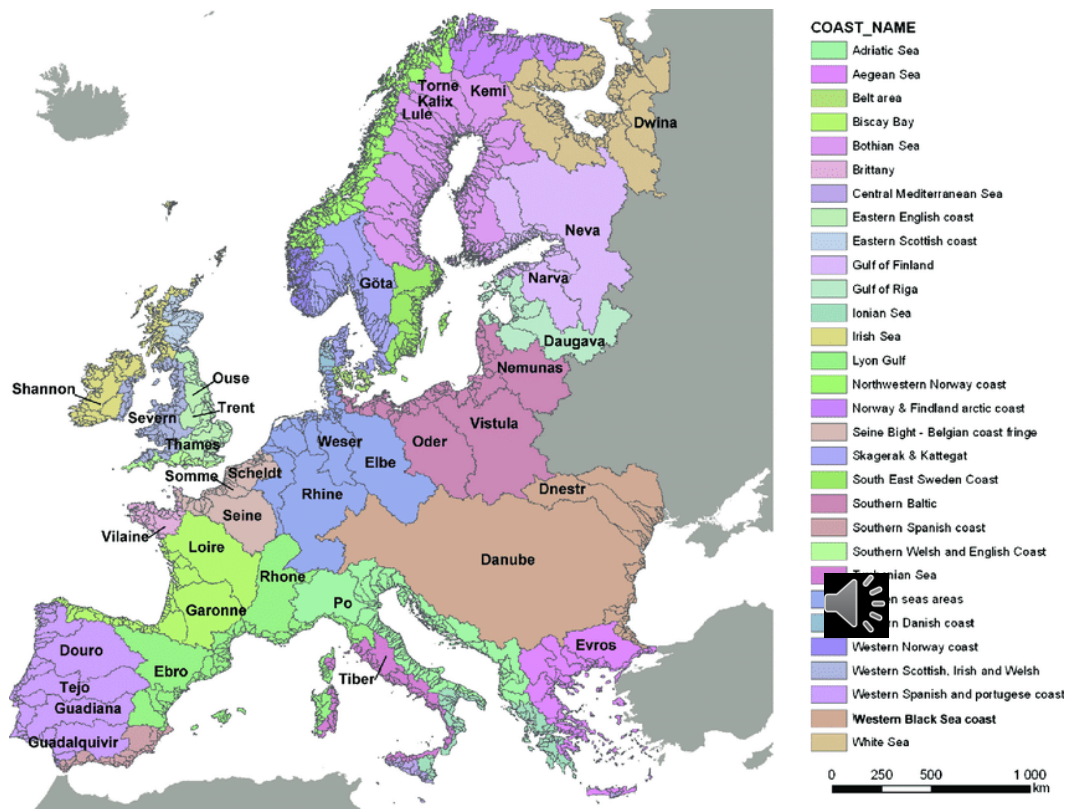 COAST_NAME
Adriatic Sea
Aegean Sea
Belt area
Biscay Bay
Bothian Sea
Brittany
Central Mediterranean Sea
Eastern English coast
Eastern Scottish coast
Gulf of Finland
Gulf of Riga
Ionian Sea
Irish Sea
Lyon Gulf
Northwestern Norway coast
Norway & Findland arctic coast
Seine Bight - Belgian coast fringe
Skagerak & Kattegat
South East Sweden Coast
Southern Baltic
Southern Spanish coast
Southern Welsh and English Coast
Sea
seas areas
Danish coast
Western Norway coast
Western Scottish, Irish and Welsh
Western Spanish and portugese coast
Western Black Sea coast
White Sea
0 250 500 1 000
km
Torne
Kalix
Kemi
Lule
Dwina
Neva
Göta
Narva
Daugava
Nemunas
Shannon
Ouse
Trent
Severn
Thames
Weser
Vistula
Oder
Elbe
Somme
Scheldt
Rhine
Dnestr
Seine
Vilaine
Loire
Danube
Rhone
Po
Garonne
Evros
Douro
Ebro
Tiber
Tejo
Guadiana
Guadalquivir